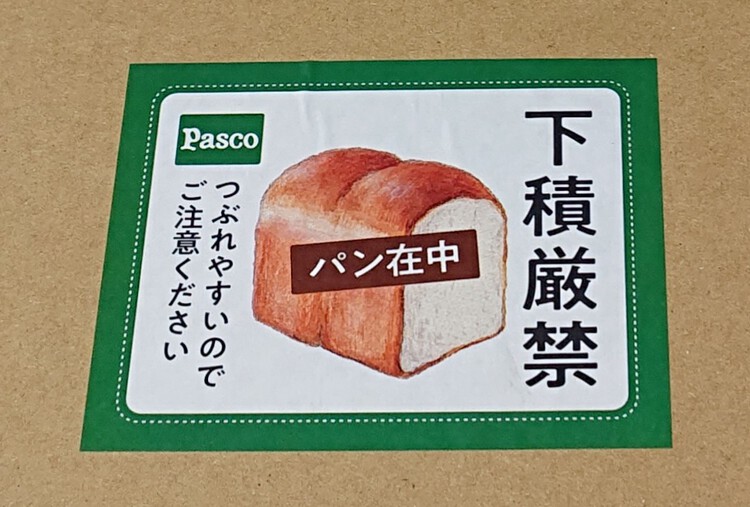 下積厳禁
パン在中
Pasco
つぶれやすいので
ご注意ください